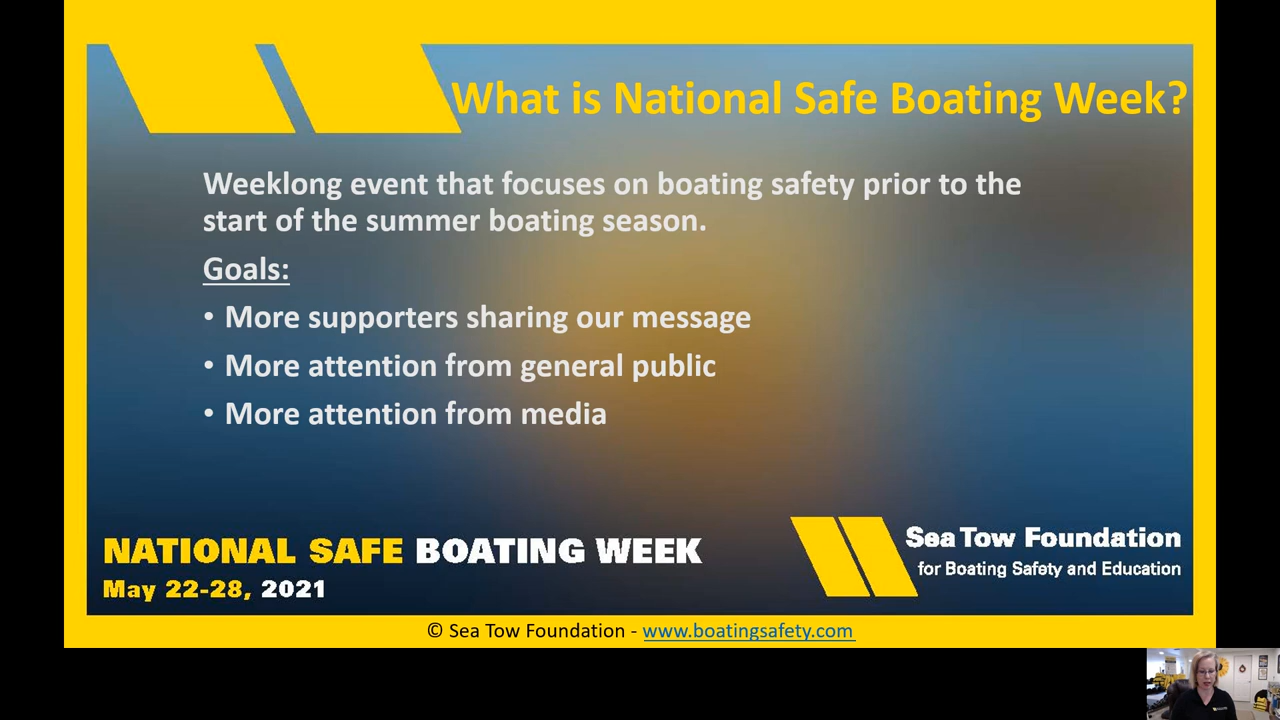 What is National Safe Boating Week?
Weeklong event that focuses on boating safety prior to the
start of the summer boating season.
Goals:
• More supporters sharing our message
• More attention from general public
• More attention from media
NATIONAL SAFE BOATING WEEK
May 22-28, 2021
Sea Tow Foundation
for Boating Safety and Education
© Sea Tow Foundation - www.boatingsafety.com